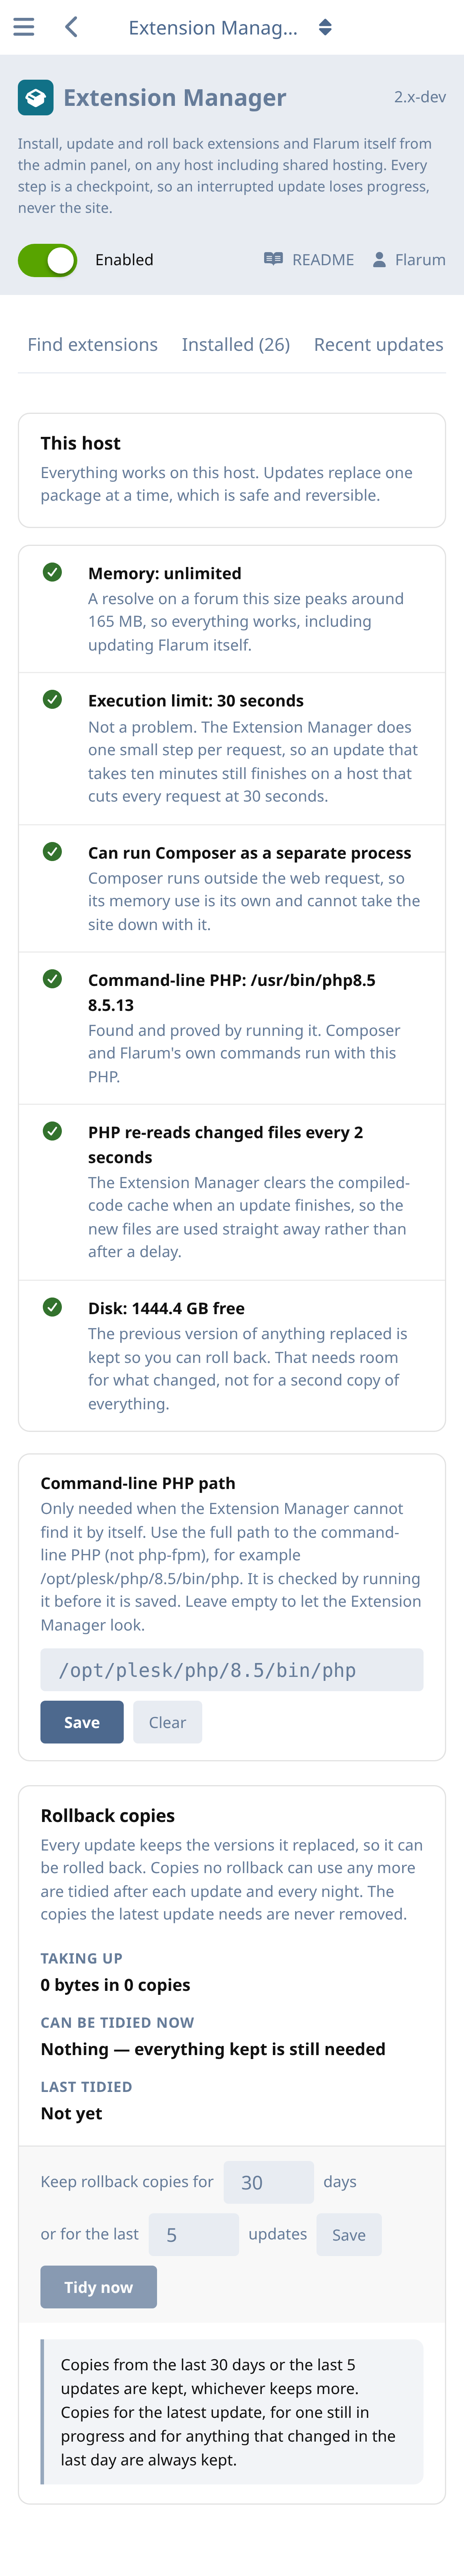 Extension Manag...
Extension Manager
2.x-dev
Install, update and roll back extensions and Flarum itself from
the admin panel, on any host including shared hosting. Every
step is a checkpoint, so an interrupted update loses progress,
never the site.
Enabled
README
Flarum
Find extensions
Installed (26)
Recent updates
This host
Everything works on this host. Updates replace one
package at a time, which is safe and reversible.
Memory: unlimited
A resolve on a forum this size peaks around
165 MB, so everything works, including
updating Flarum itself.
Execution limit: 30 seconds
Not a problem. The Extension Manager does
one small step per request, so an update that
takes ten minutes still finishes on a host that
cuts every request at 30 seconds.
Can run Composer as a separate process
Composer runs outside the web request, so
its memory use is its own and cannot take the
site down with it.
Command-line PHP: /usr/bin/php8.5
8.5.13
Found and proved by running it. Composer
and Flarum's own commands run with this
PHP.
PHP re-reads changed files every 2
seconds
The Extension Manager clears the compiled-
code cache when an update finishes, so the
new files are used straight away rather than
after a delay.
Disk: 1444.4 GB free
The previous version of anything replaced is
kept so you can roll back. That needs room
for what changed, not for a second copy of
everything.
Command-line PHP path
Only needed when the Extension Manager cannot
find it by itself. Use the full path to the command-
line PHP (not php-fpm), for example
/opt/plesk/php/8.5/bin/php. It is checked by running
it before it is saved. Leave empty to let the Extension
Manager look.
/opt/plesk/php/8.5/bin/php
Save
Clear
Rollback copies
Every update keeps the versions it replaced, so it can
be rolled back. Copies no rollback can use any more
are tidied after each update and every night. The
copies the latest update needs are never removed.
TAKING UP
0 bytes in 0 copies
CAN BE TIDIED NOW
Nothing — everything kept is still needed
LAST TIDIED
Not yet
Keep rollback copies for 30 days
or for the last 5 updates Save
Tidy now
Copies from the last 30 days or the last 5
updates are kept, whichever keeps more.
Copies for the latest update, for one still in
progress and for anything that changed in the
last day are always kept.